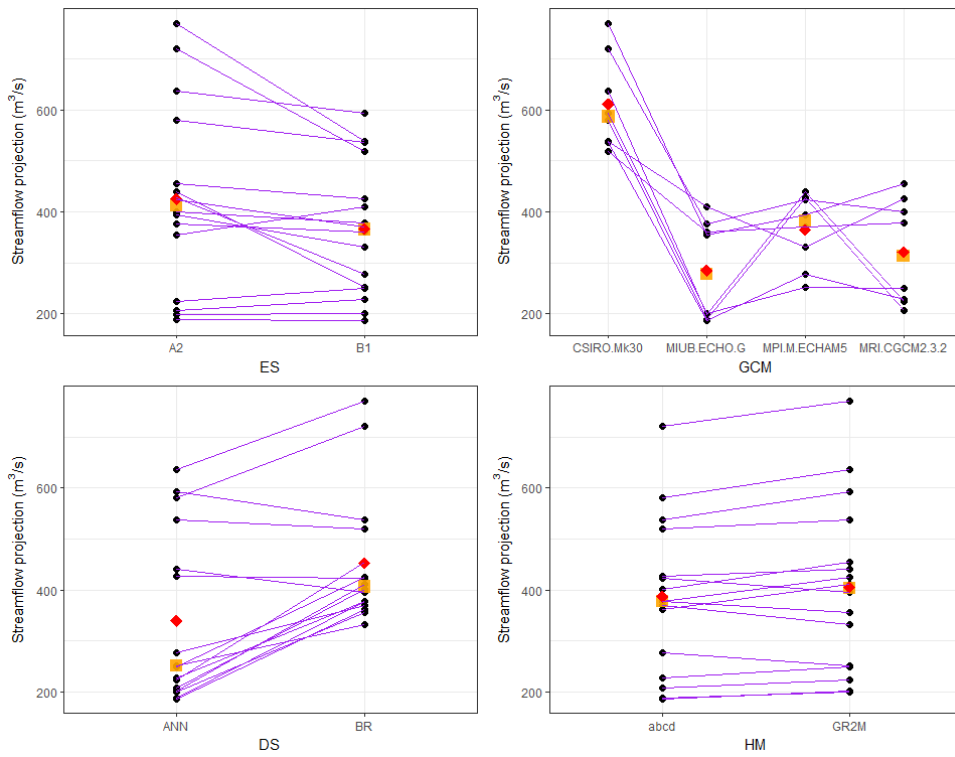 Streamflow projection (m³/s)
600
400
200
A2 B1
ES
Streamflow projection (m³/s)
600
400
200
CSIRO.Mk30 MIUB.ECHO.G MPI.M.ECHAM5 MRI.CGCM2.3.2
GCM
Streamflow projection (m³/s)
600
400
200
ANN BR
DS
Streamflow projection (m³/s)
600
400
200
abcd GR2M
HM